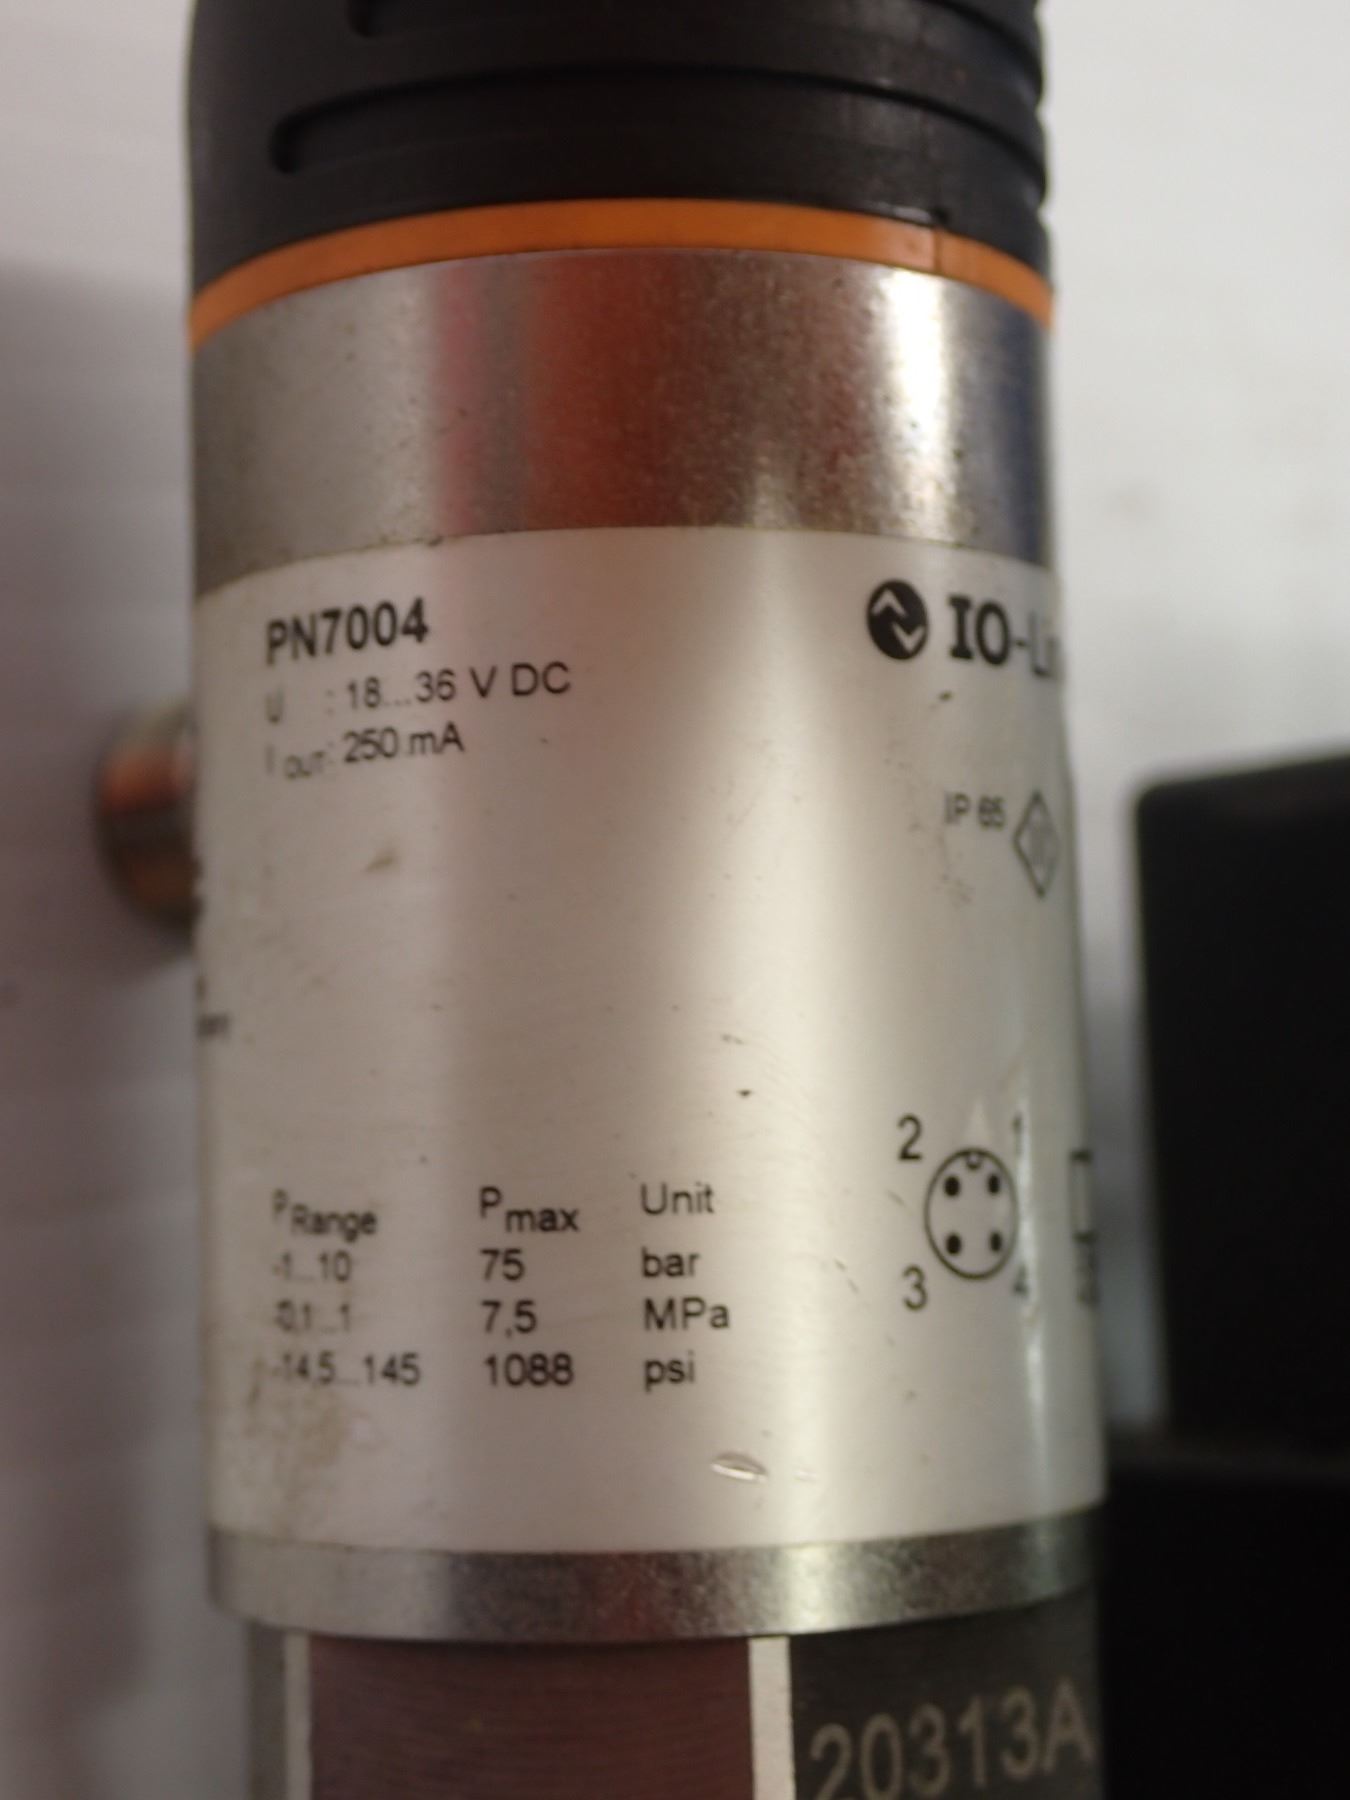 PN7004
U : 18...36 V DC
I OUT: 250 mA
IO-Lin
IP 65
2 1
3 4
P Range P max Unit
-1...10 75 bar
-0,1...1 7,5 MPa
-14,5...145 1088 psi
20313A